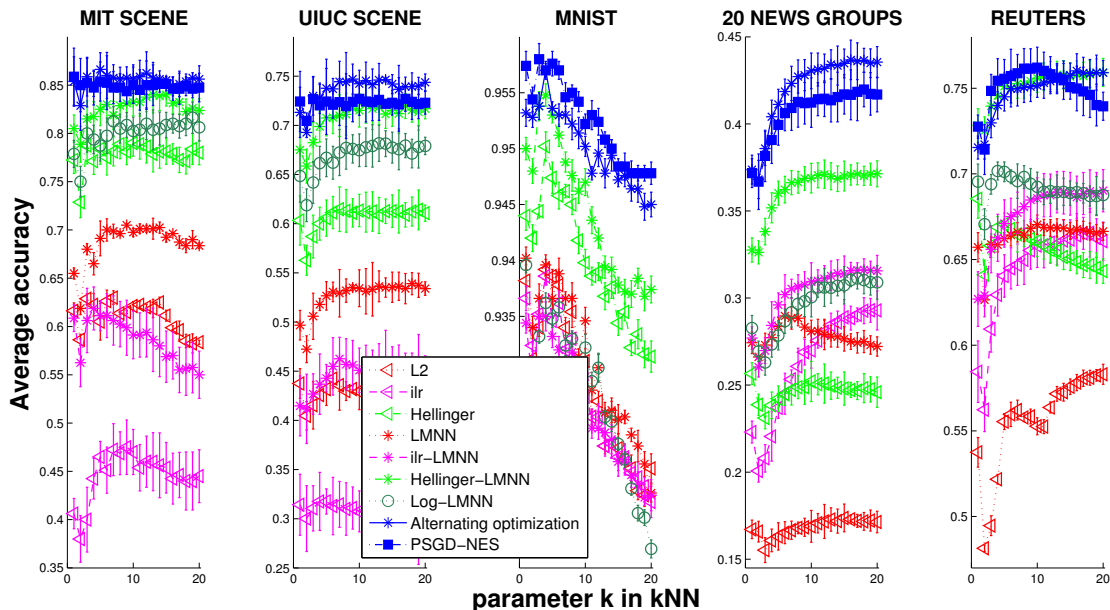 MIT SCENE
UIUC SCENE
MNIST
20 NEWS GROUPS
REUTERS
Average accuracy
0.85
0.8
0.75
0.7
0.65
0.6
0.55
0.5
0.45
0.4
0.35
0 10 20
0.75
0.7
0.65
0.6
0.55
0.5
0.45
0.4
0.35
0.3
0.25
0 10 20
0.955
0.95
0.945
0.94
0.935
0 10 20
0.45
0.4
0.35
0.3
0.25
0.2
0.15
0 10 20
0.75
0.7
0.65
0.6
0.55
0.5
0 10 20
L2
ilr
Hellinger
LMNN
ilr−LMNN
Hellinger−LMNN
Log−LMNN
Alternating optimization
PSGD−NES
parameter k in kNN